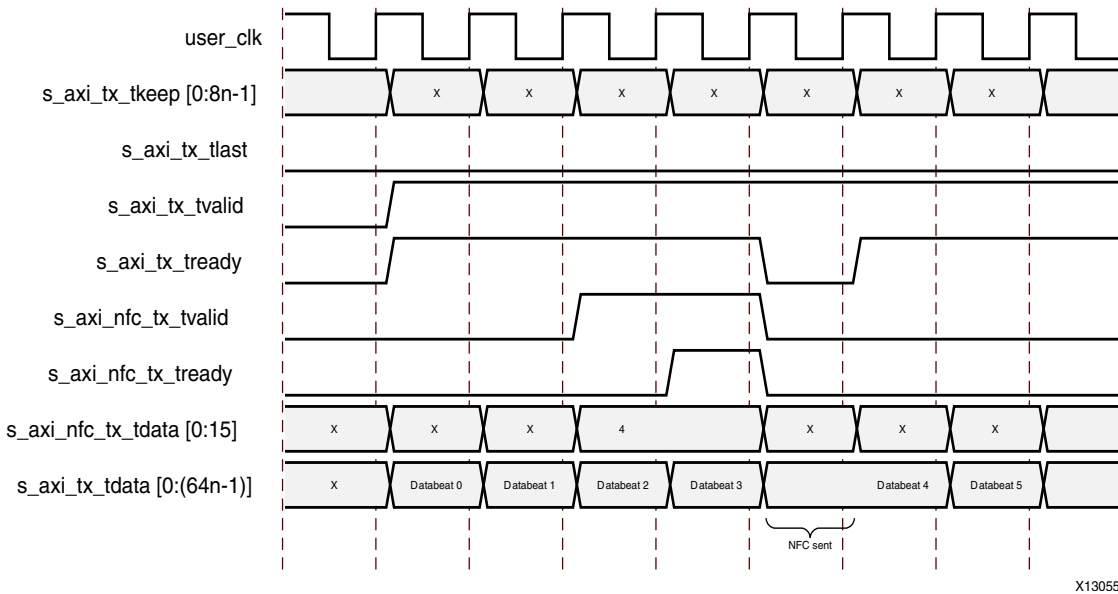 user_clk
s_axi_tx_tkeep [0:8n-1] X X X X X X X
s_axi_tx_tlast
s_axi_tx_tvalid
s_axi_tx_tready
s_axi_nfc_tx_tvalid
s_axi_nfc_tx_tready
s_axi_nfc_tx_tdata [0:15] X X X 4 X X X
s_axi_tx_tdata [0:(64n-1)] X Databeat 0 Databeat 1 Databeat 2 Databeat 3 Databeat 4 Databeat 5
NFC sent
X13055